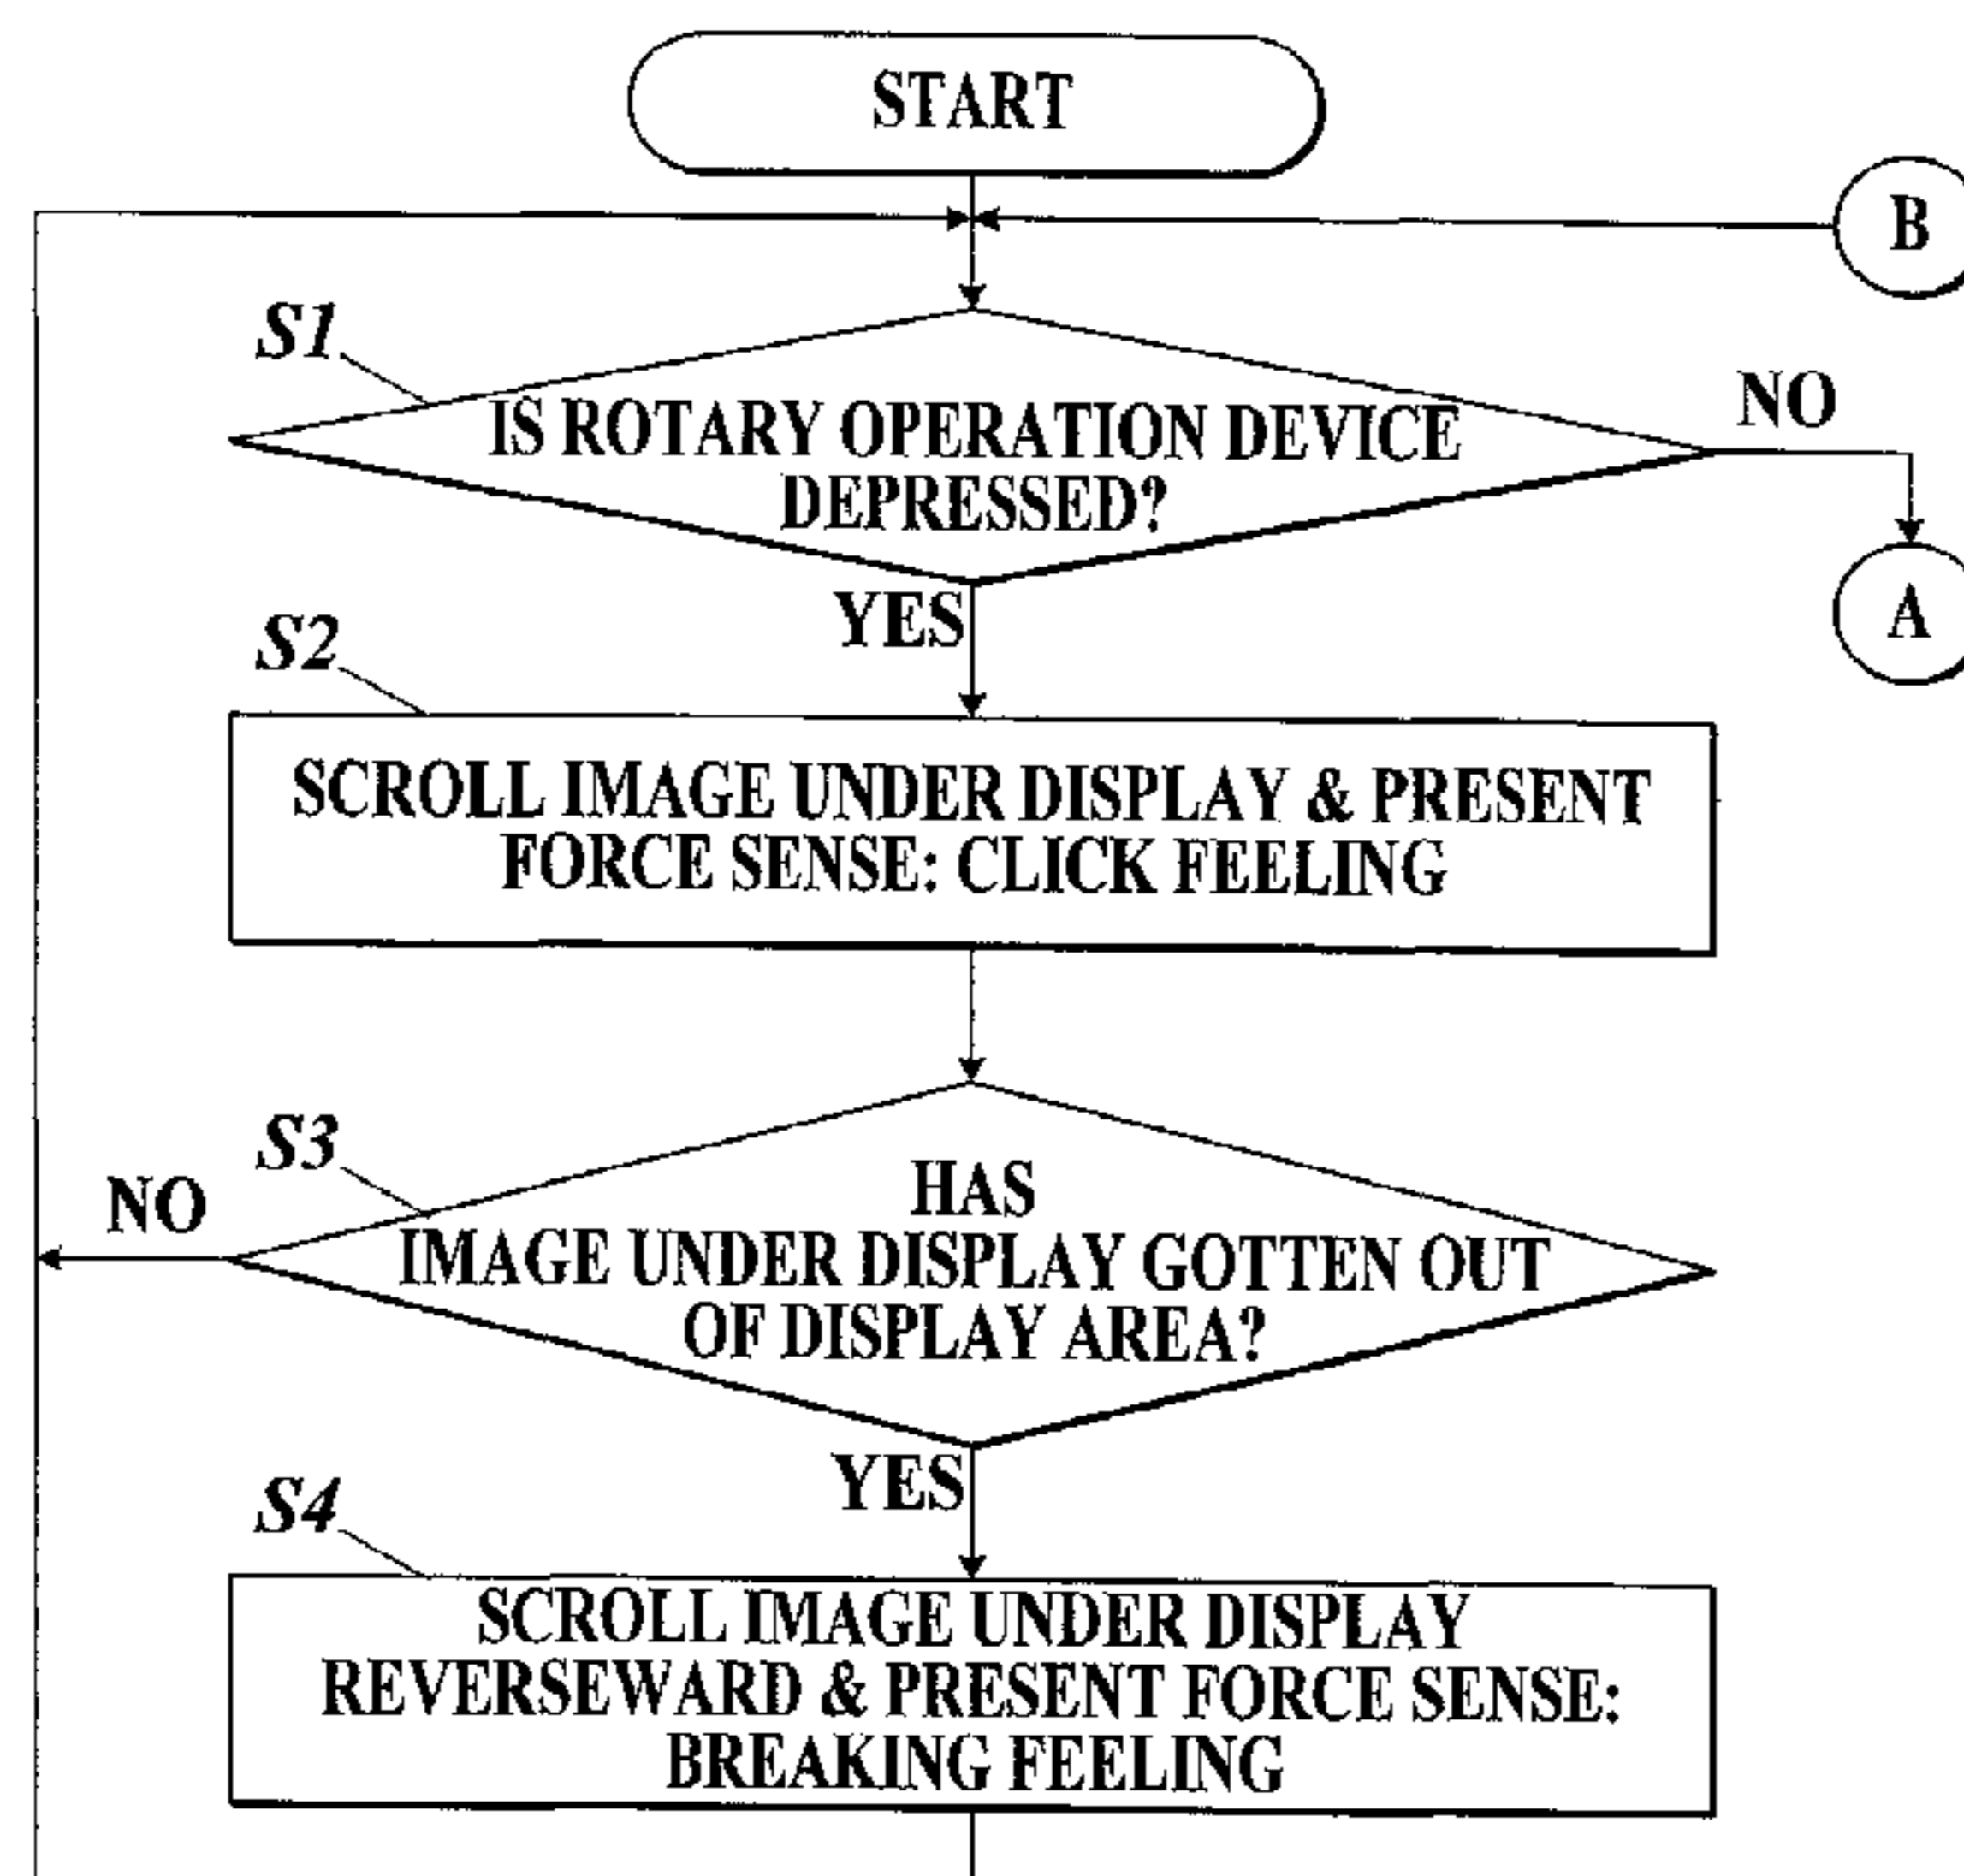 START
B
S1
IS ROTARY OPERATION DEVICE
DEPRESSED?
NO
A
YES
S2
SCROLL IMAGE UNDER DISPLAY & PRESENT
FORCE SENSE: CLICK FEELING
S3
NO
HAS
IMAGE UNDER DISPLAY GOTTEN OUT
OF DISPLAY AREA?
YES
S4
SCROLL IMAGE UNDER DISPLAY
REVERSEWARD & PRESENT FORCE SENSE:
BREAKING FEELING